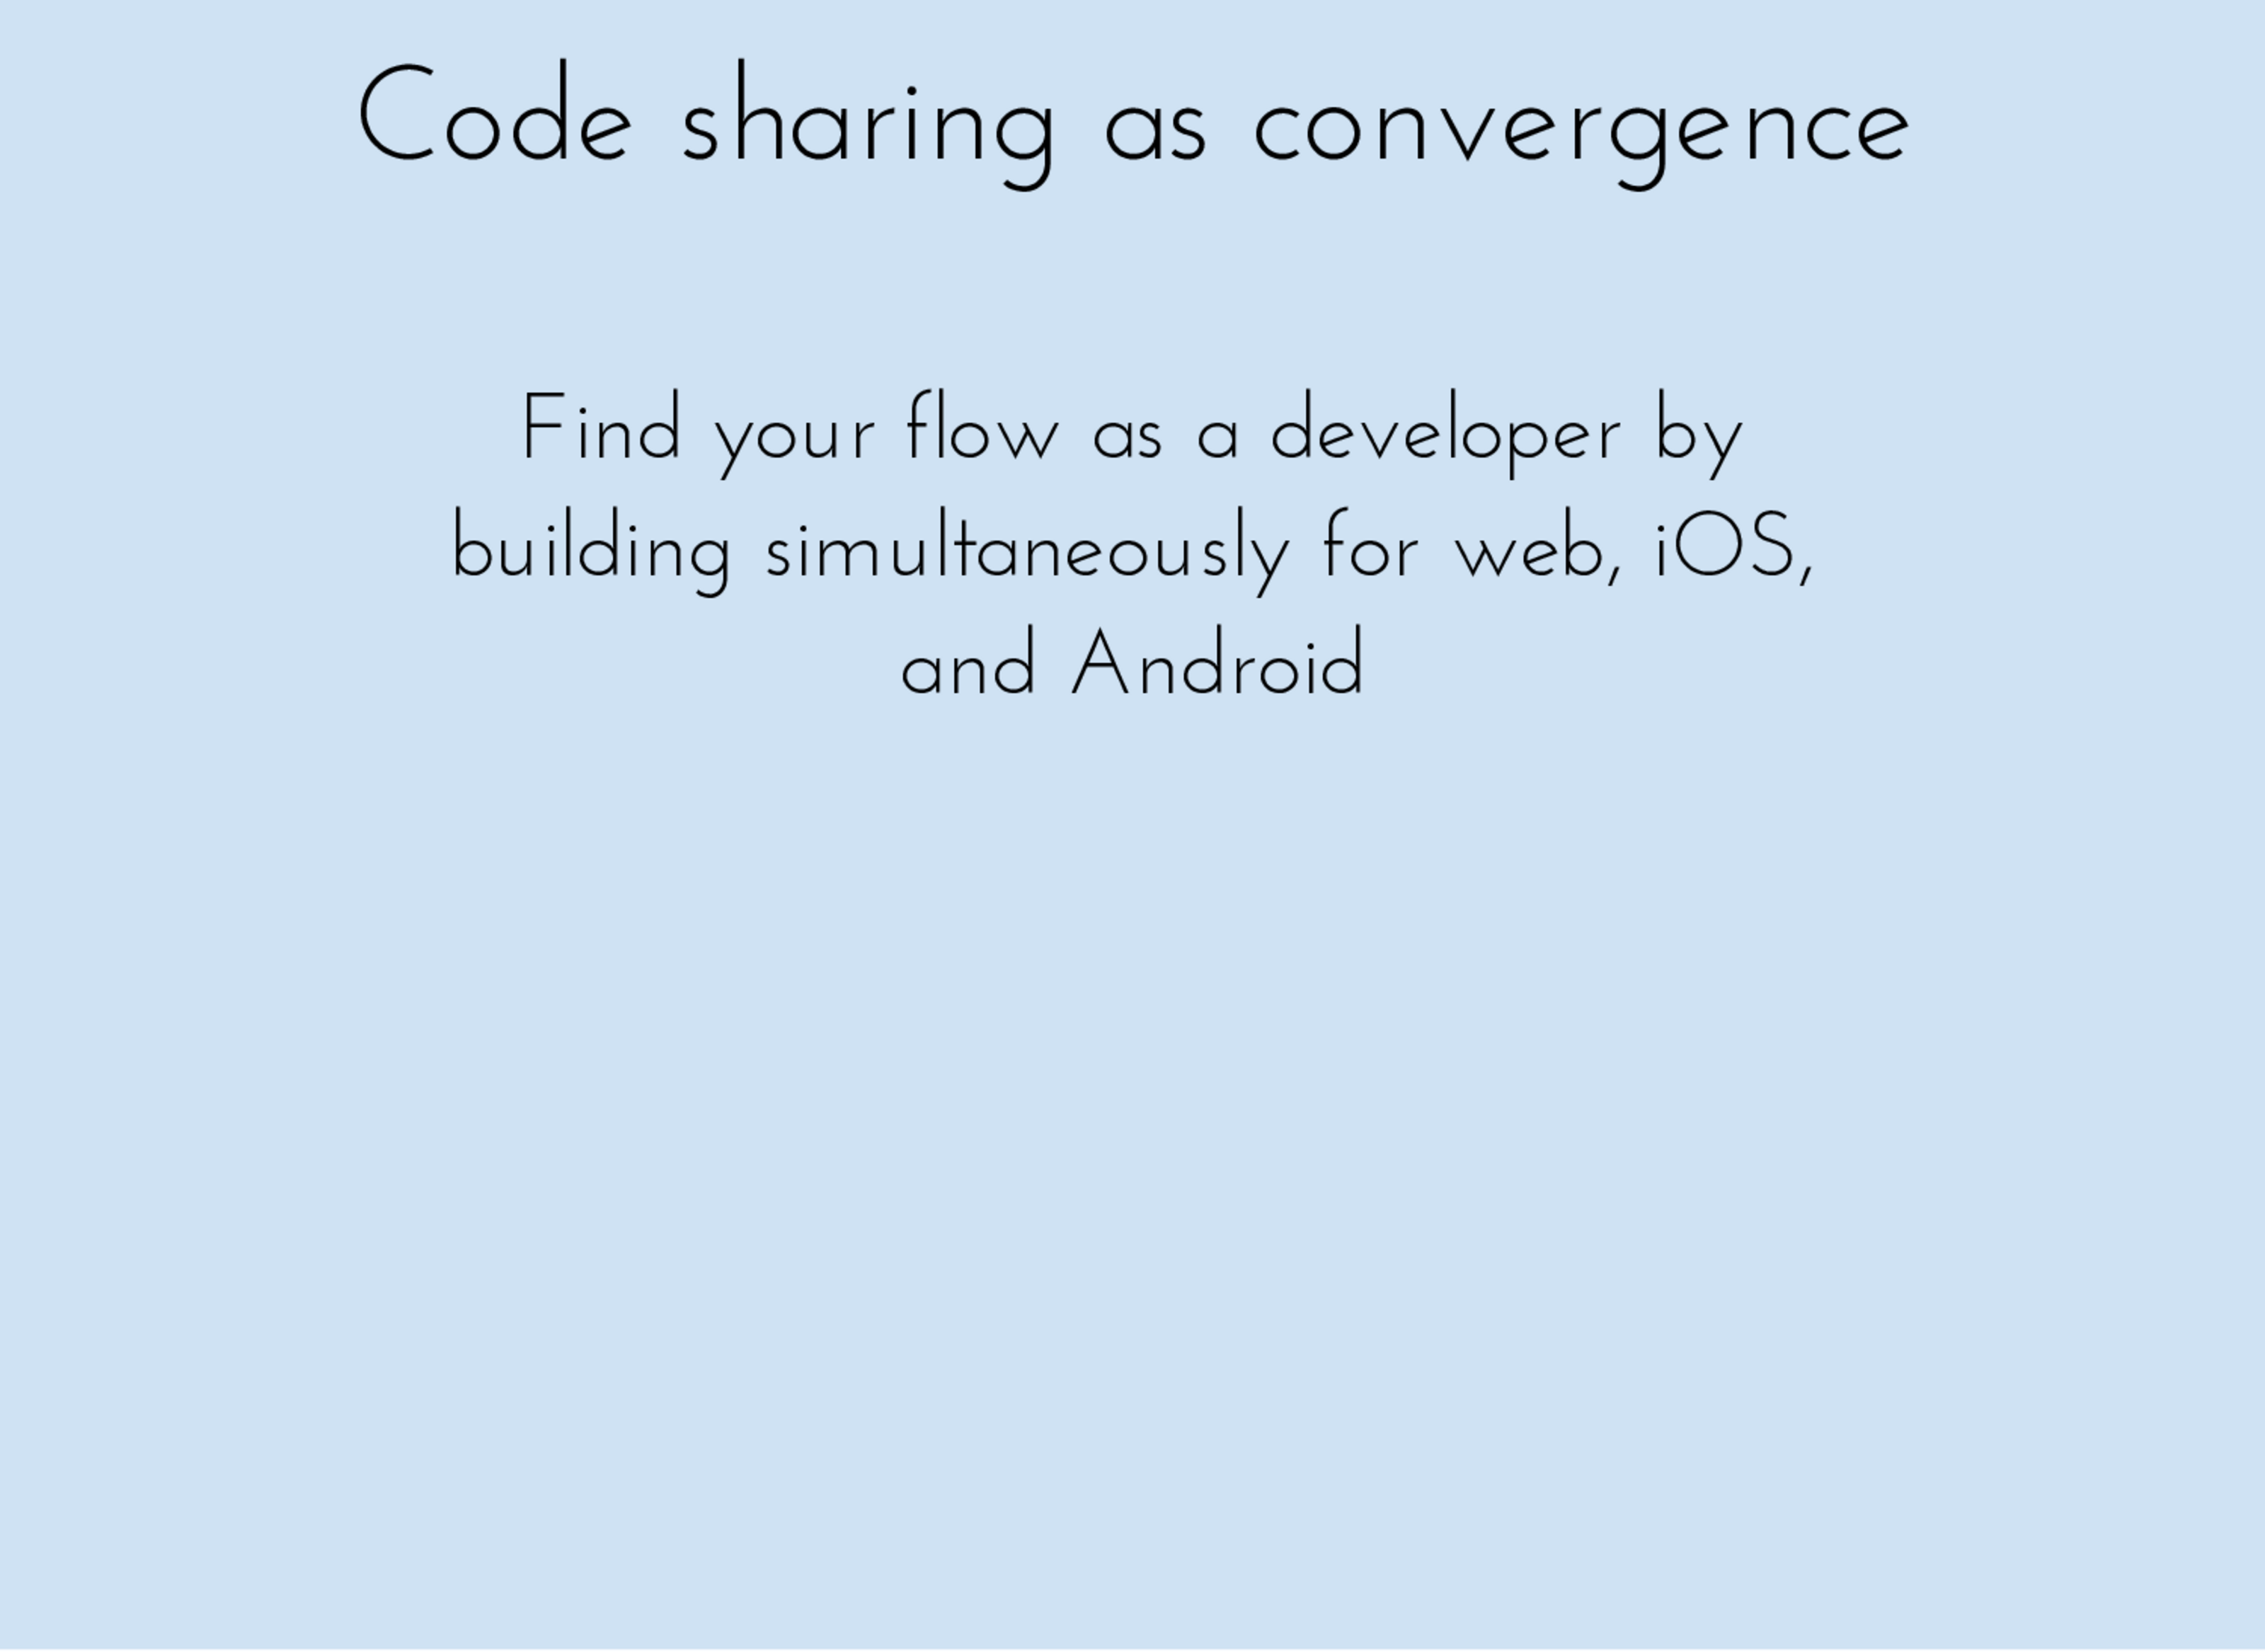 Code sharing as convergence
Find your flow as a developer by
building simultaneously for web, iOS,
and Android